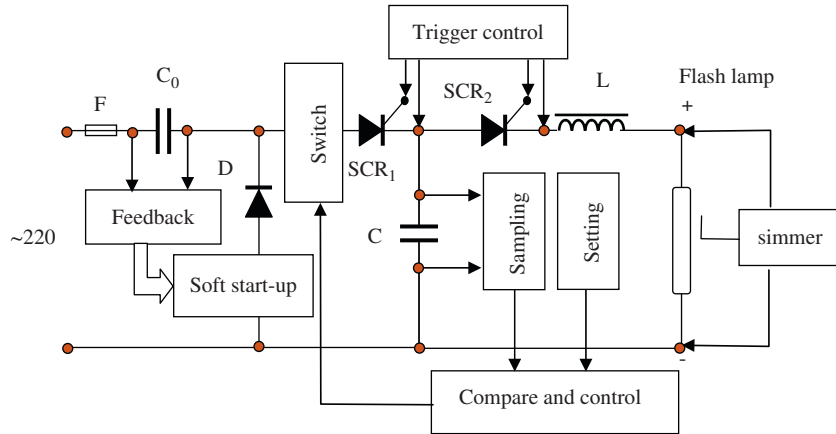 Trigger control
C0
L
Flash lamp
F
SCR2
+
Switch
SCR1
D
Feedback
~220
C
Sampling
Setting
simmer
Soft start-up
-
Compare and control